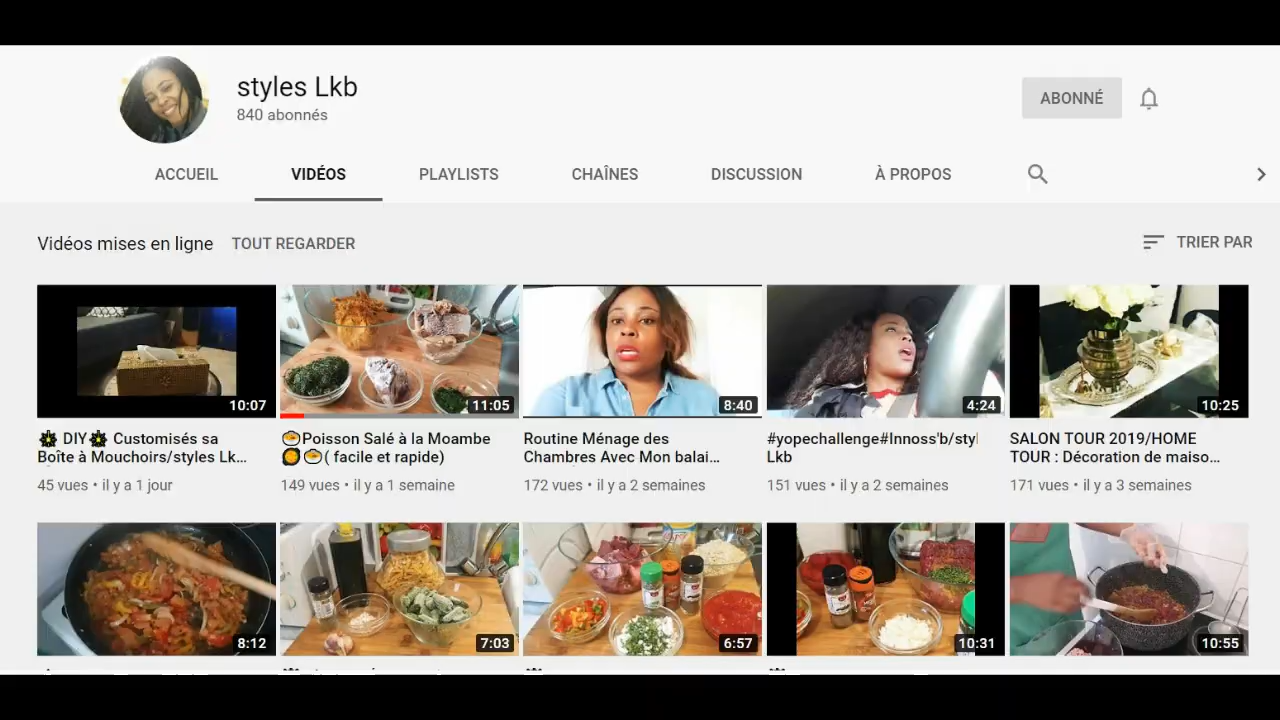 styles Lkb
840 abonnés
ABONNÉ
ACCUEIL VIDÉOS PLAYLISTS CHAÎNES DISCUSSION À PROPOS
Vidéos mises en ligne TOUT REGARDER TRIER PAR
10:07 11:05 8:40 4:24 10:25
DIY Customisés sa
Boîte à Mouchoirs/styles Lk...
45 vues • il y a 1 jour
Poisson Salé à la Moambe
( facile et rapide)
149 vues • il y a 1 semaine
Routine Ménage des
Chambres Avec Mon balai...
172 vues • il y a 2 semaines
#yopechallenge#Innoss'b/styl
Lkb
151 vues • il y a 2 semaines
SALON TOUR 2019/HOME
TOUR : Décoration de maiso...
171 vues • il y a 3 semaines
8:12 7:03 6:57 10:31 10:55